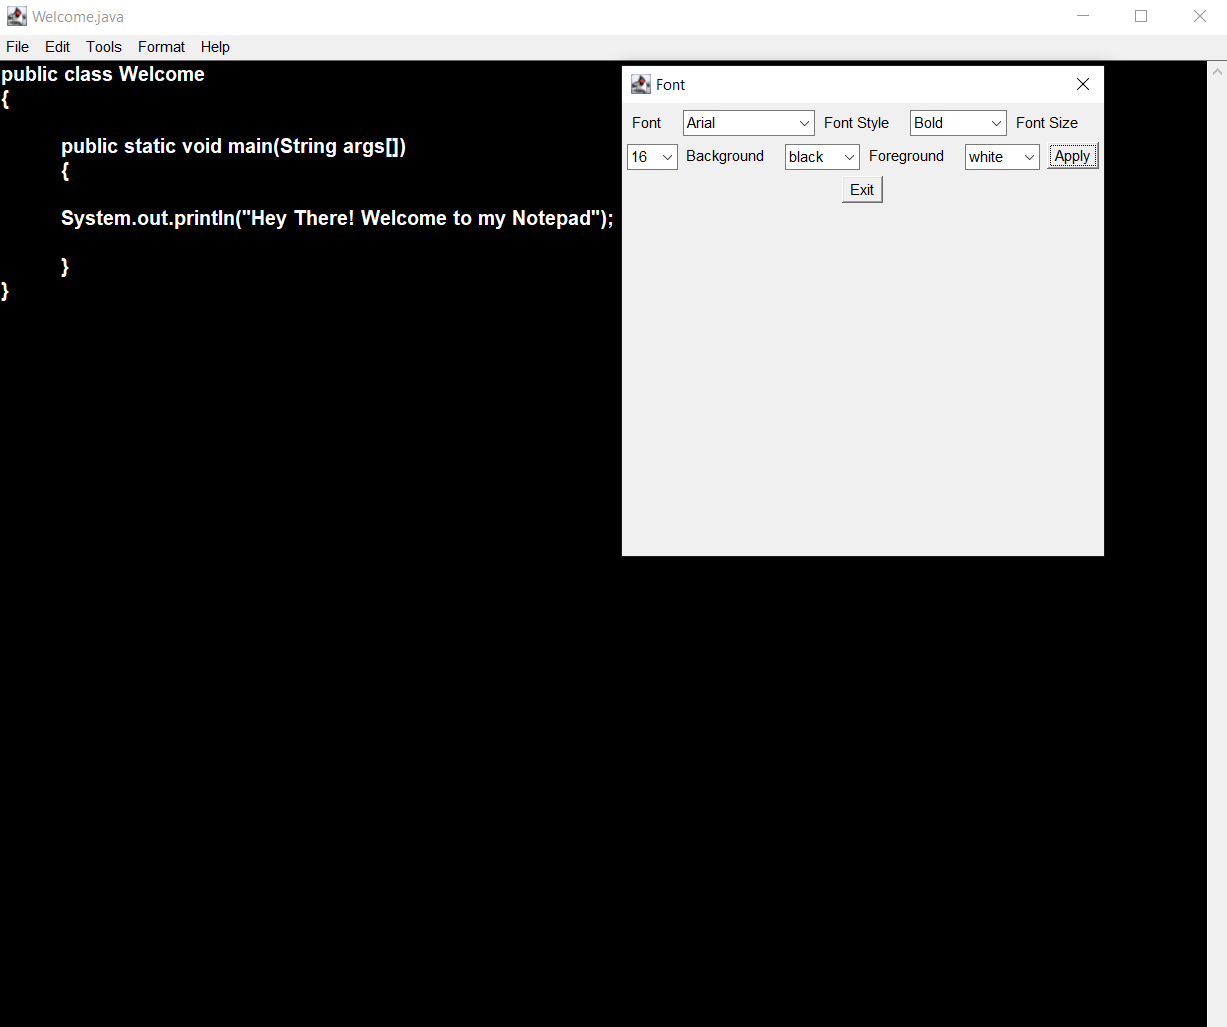 Welcome.java
File Edit Tools Format Help
public class Welcome
{
public static void main(String args[])
{
System.out.println("Hey There! Welcome to my Notepad");
}
}
Font
Font Arial Font Style Bold Font Size
16 Background black Foreground white Apply
Exit